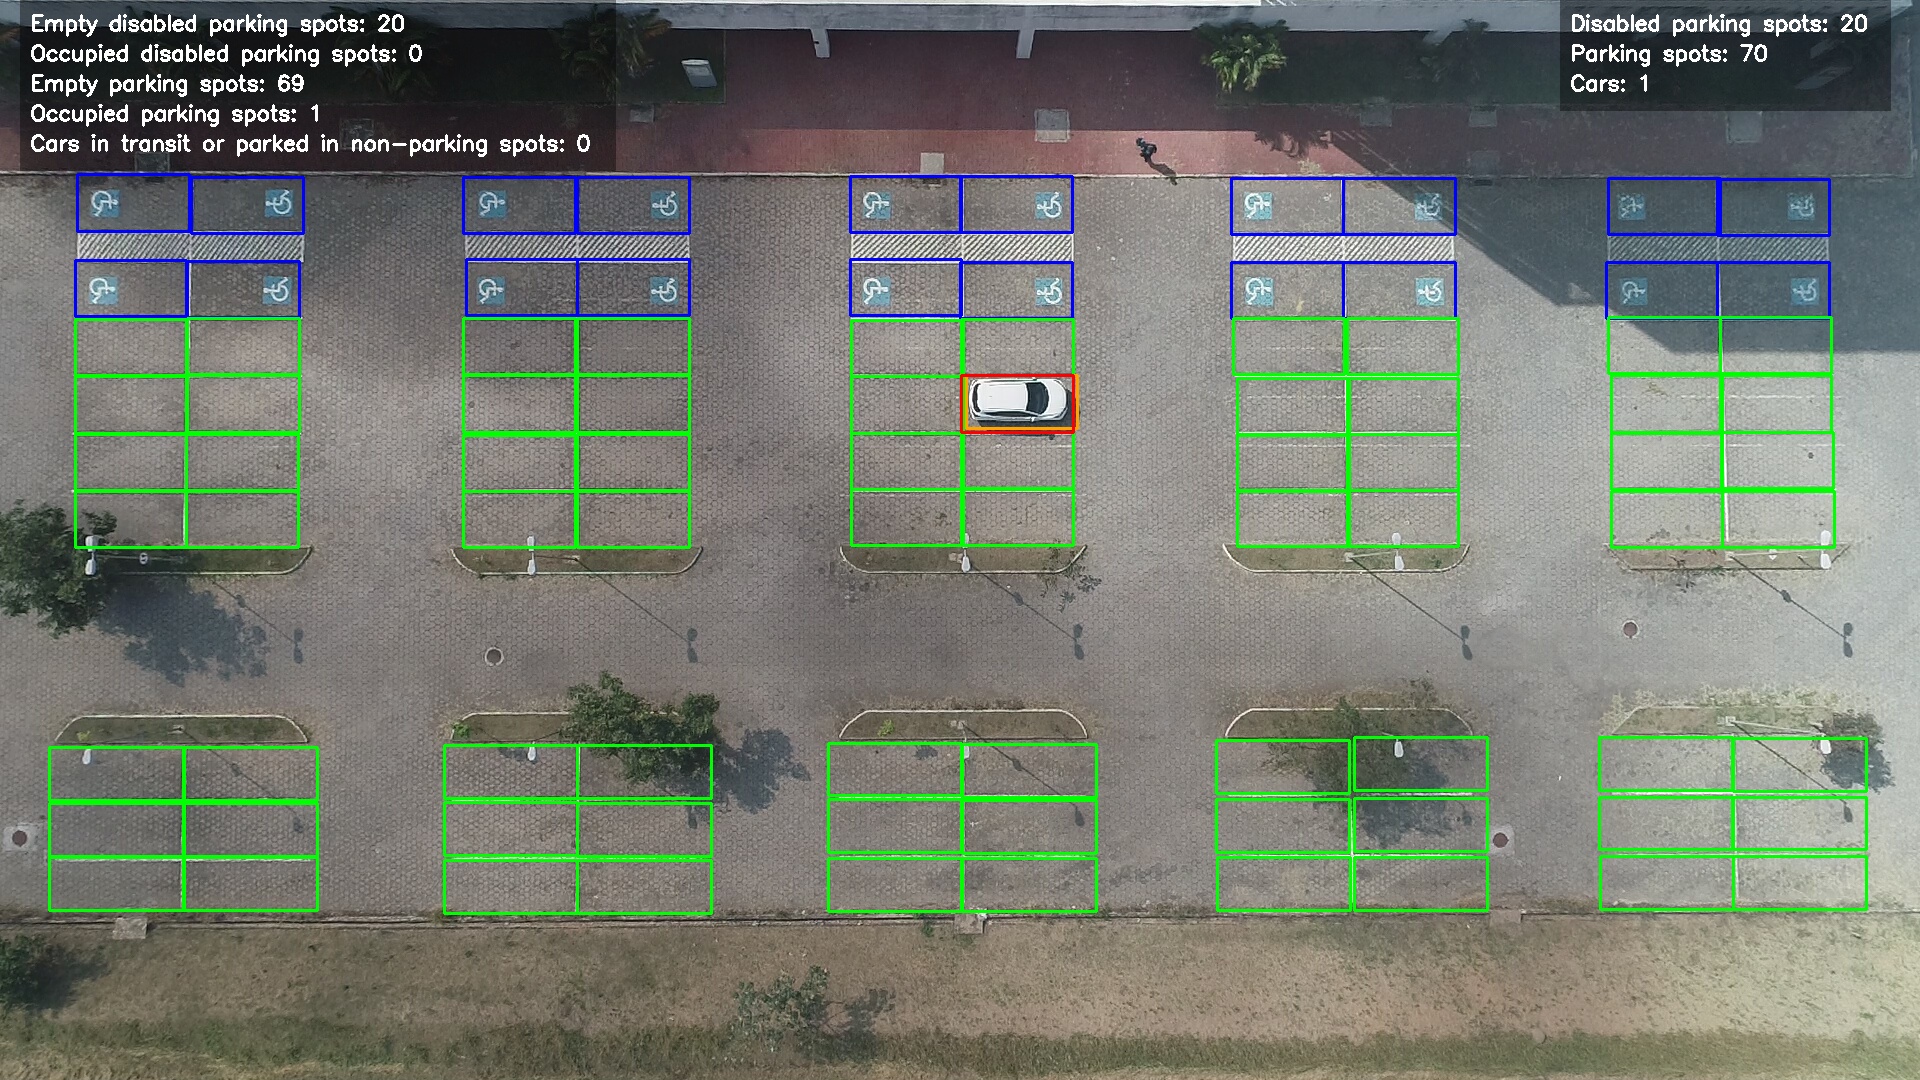 Empty disabled parking spots: 20
Occupied disabled parking spots: 0
Empty parking spots: 69
Occupied parking spots: 1
Cars in transit or parked in non-parking spots: 0
Disabled parking spots: 20
Parking spots: 70
Cars: 1